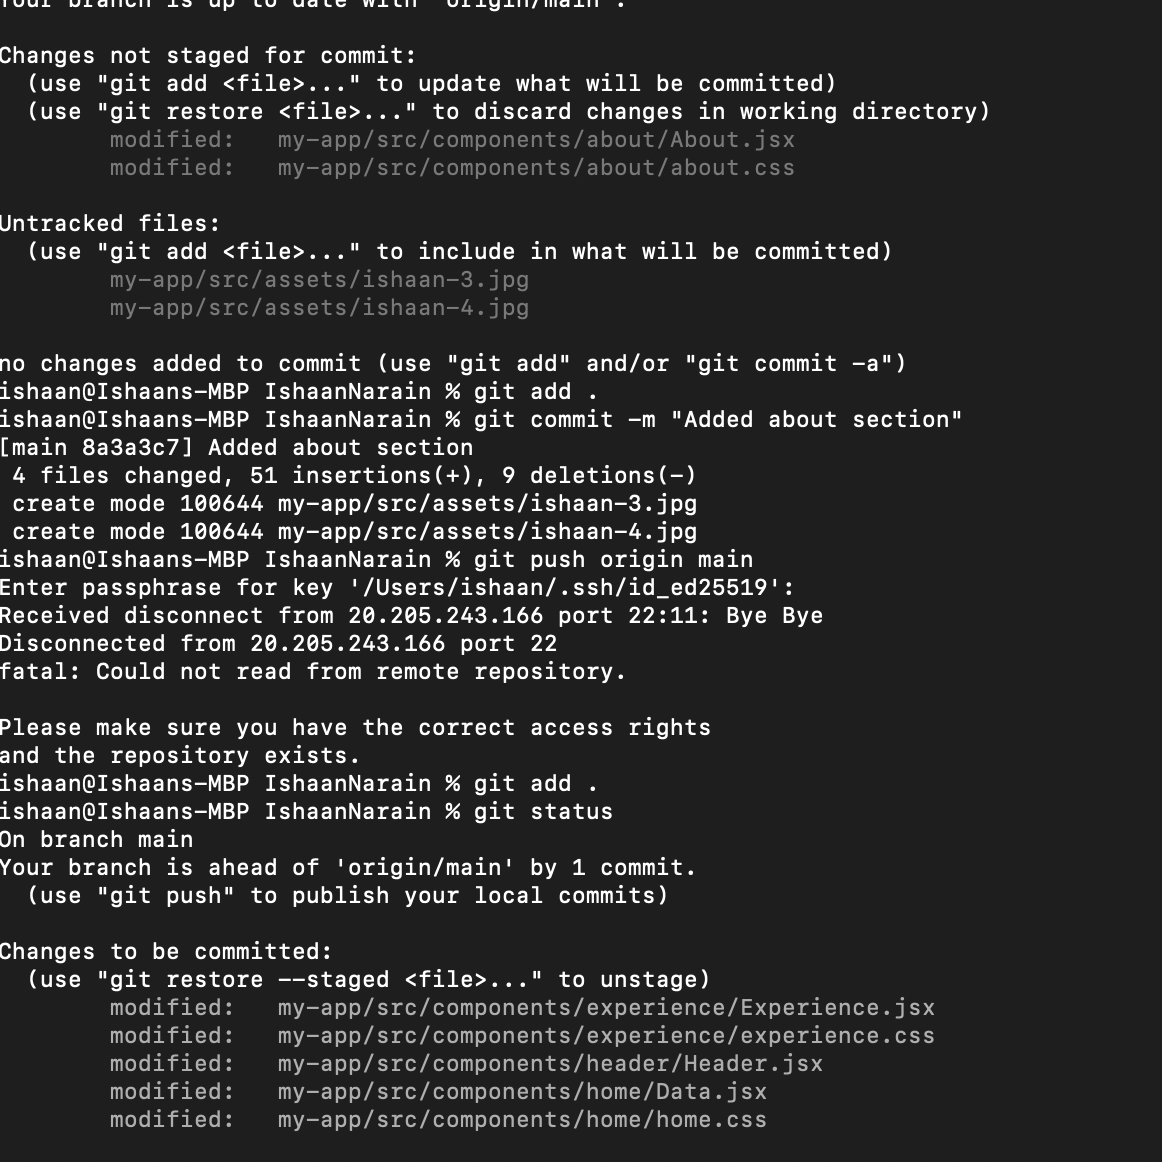 Your branch is up to date with 'origin/main'.
Changes not staged for commit:
(use "git add <file>..." to update what will be committed)
(use "git restore <file>..." to discard changes in working directory)
modified: my-app/src/components/about/About.jsx
modified: my-app/src/components/about/about.css
Untracked files:
(use "git add <file>..." to include in what will be committed)
my-app/src/assets/ishaan-3.jpg
my-app/src/assets/ishaan-4.jpg
no changes added to commit (use "git add" and/or "git commit -a")
ishaan@Ishaans-MBP IshaanNarain % git add .
ishaan@Ishaans-MBP IshaanNarain % git commit -m "Added about section"
[main 8a3a3c7] Added about section
4 files changed, 51 insertions(+), 9 deletions(-)
create mode 100644 my-app/src/assets/ishaan-3.jpg
create mode 100644 my-app/src/assets/ishaan-4.jpg
ishaan@Ishaans-MBP IshaanNarain % git push origin main
Enter passphrase for key '/Users/ishaan/.ssh/id_ed25519':
Received disconnect from 20.205.243.166 port 22:11: Bye Bye
Disconnected from 20.205.243.166 port 22
fatal: Could not read from remote repository.
Please make sure you have the correct access rights
and the repository exists.
ishaan@Ishaans-MBP IshaanNarain % git add .
ishaan@Ishaans-MBP IshaanNarain % git status
On branch main
Your branch is ahead of 'origin/main' by 1 commit.
(use "git push" to publish your local commits)
Changes to be committed:
(use "git restore --staged <file>..." to unstage)
modified: my-app/src/components/experience/Experience.jsx
modified: my-app/src/components/experience/experience.css
modified: my-app/src/components/header/Header.jsx
modified: my-app/src/components/home/Data.jsx
modified: my-app/src/components/home/home.css